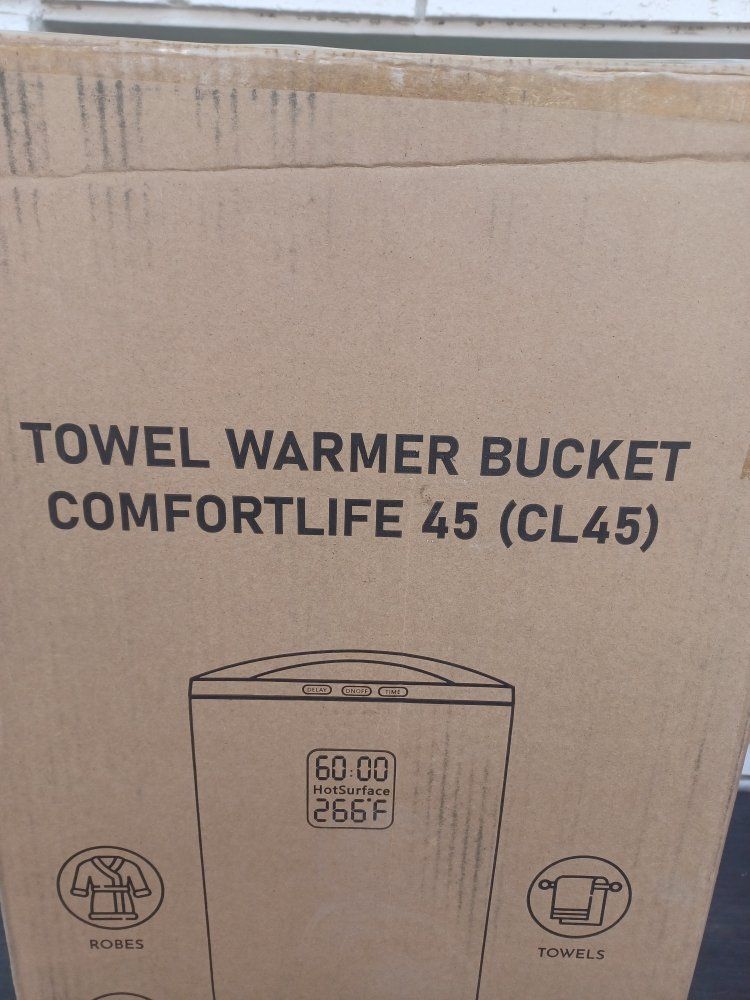 TOWEL WARMER BUCKET
COMFORTLIFE 45 (CL45)
DELAY ON/OFF TIME
60:00
HotSurface
266°F
ROBES
TOWELS